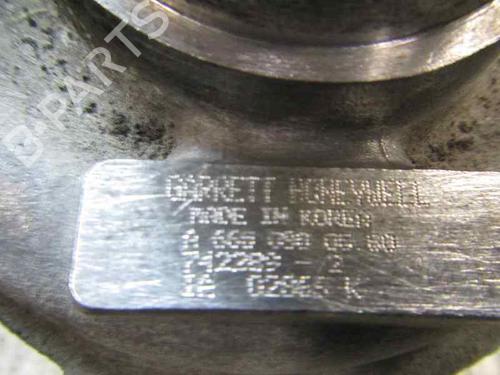 B-PARTS
GARRETT HONEYWELL
MADE IN KOREA
A 665 090 05 80
742289 - 2